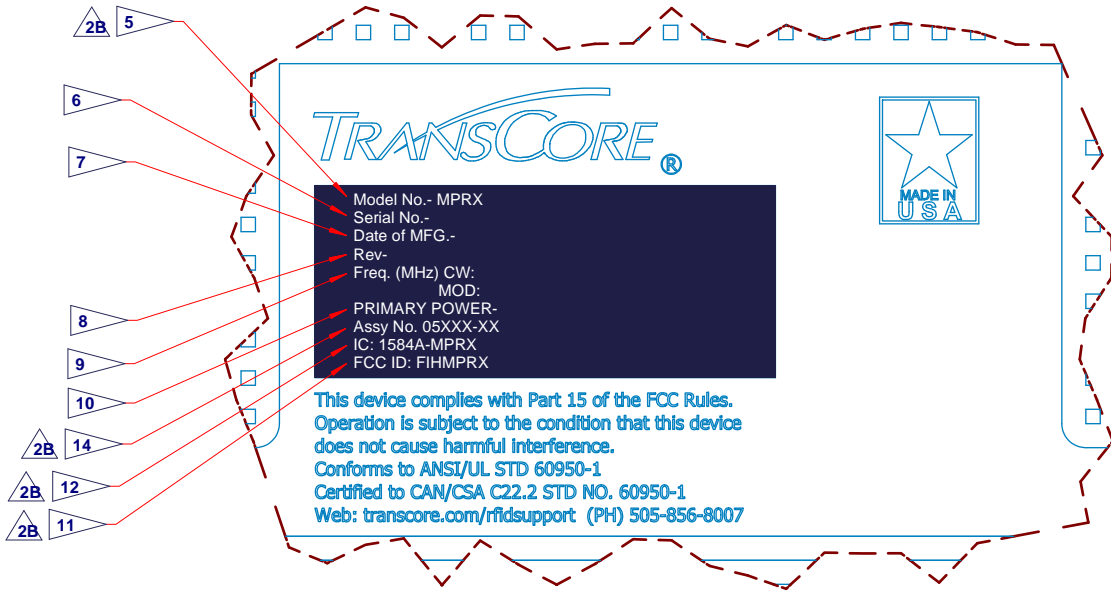 2B 5
6
7
8
9
10
2B 14
2B 12
2B 11
TRANSCORE ®
MADE IN
USA
Model No.- MPRX
Serial No.-
Date of MFG.-
Rev-
Freq. (MHz) CW:
MOD:
PRIMARY POWER-
Assy No. 05XXX-XX
IC: 1584A-MPRX
FCC ID: FIHMPRX
This device complies with Part 15 of the FCC Rules.
Operation is subject to the condition that this device
does not cause harmful interference.
Conforms to ANSI/UL STD 60950-1
Certified to CAN/CSA C22.2 STD NO. 60950-1
Web: transcore.com/rfidsupport (PH) 505-856-8007